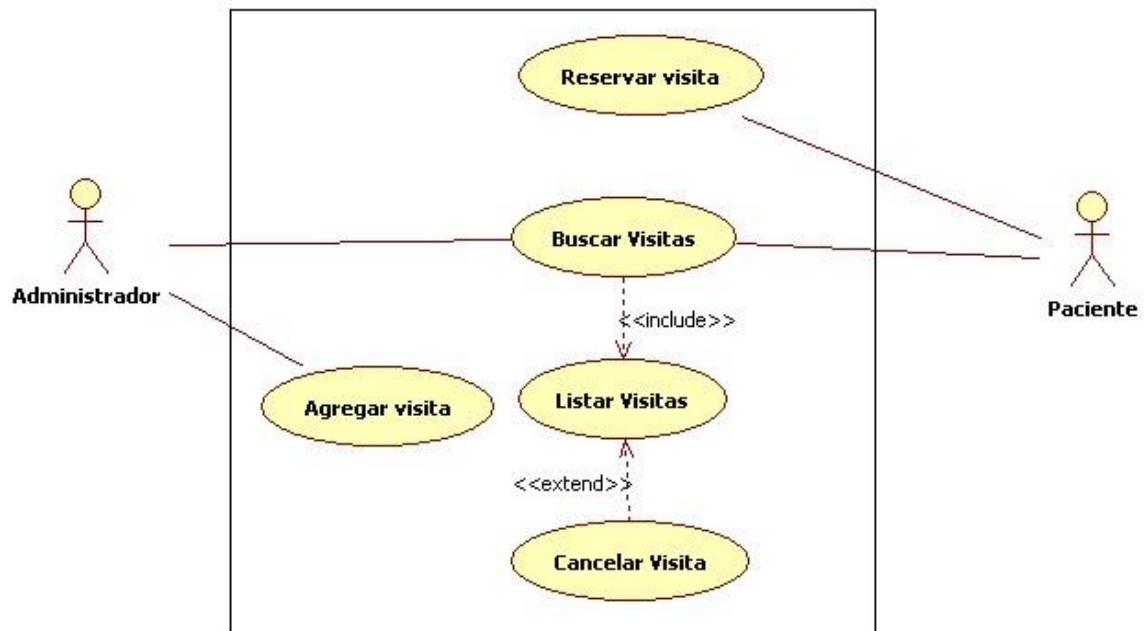 Reservar visita
Buscar Visitas
Administrador
Paciente
<<include>>
Agregar visita
Listar Visitas
<<extend>>
Cancelar Visita